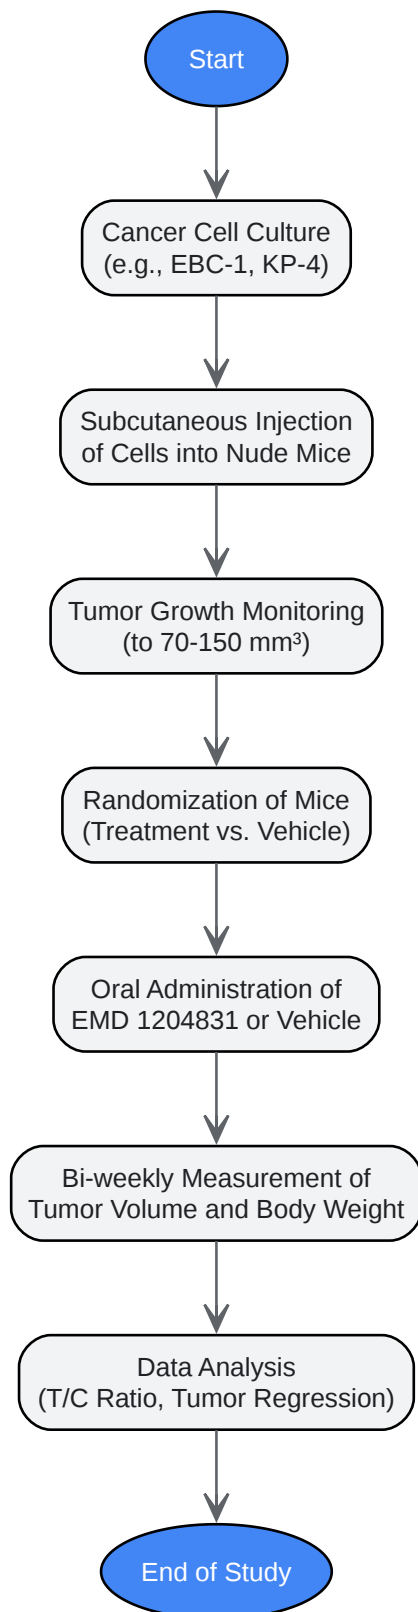 Start
Cancer Cell Culture
(e.g., EBC-1, KP-4)
Subcutaneous Injection
of Cells into Nude Mice
Tumor Growth Monitoring
(to 70-150 mm³)
Randomization of Mice
(Treatment vs. Vehicle)
Oral Administration of
EMD 1204831 or Vehicle
Bi-weekly Measurement of
Tumor Volume and Body Weight
Data Analysis
(T/C Ratio, Tumor Regression)
End of Study